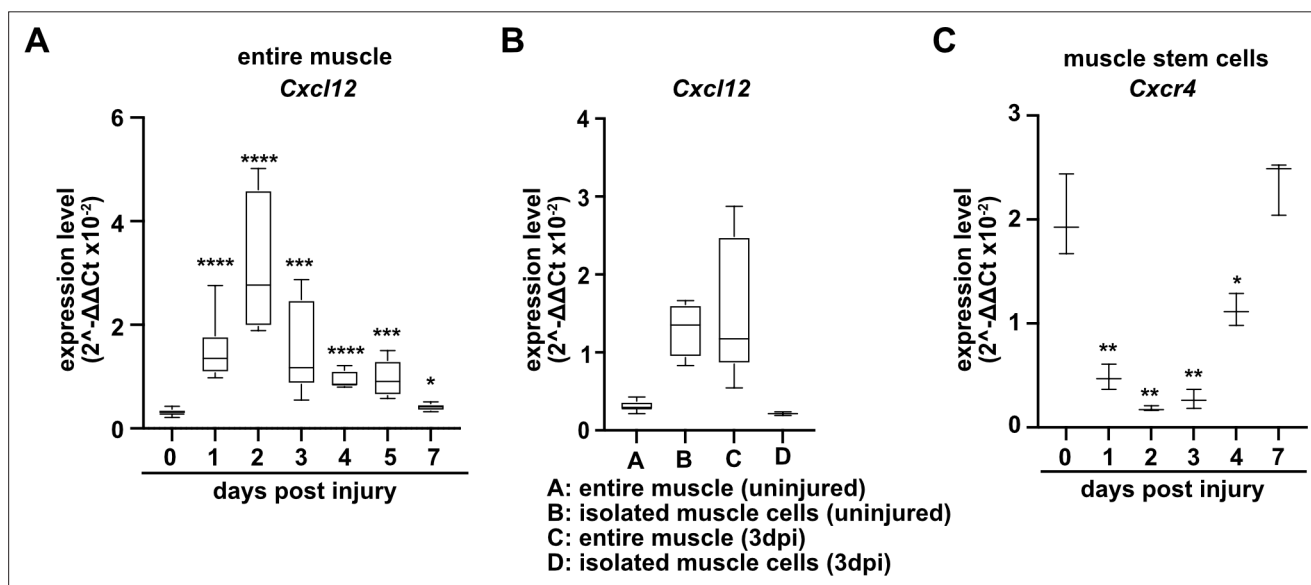 A
entire muscle
Cxcl12
expression level
(2^-ΔΔCt x10-2)
6
4
2
0
****
****
***
****
***
*
0 1 2 3 4 5 7
days post injury
B
Cxcl12
expression level
(2^-ΔΔCt x10-2)
4
3
2
1
0
A B C D
A: entire muscle (uninjured)
B: isolated muscle cells (uninjured)
C: entire muscle (3dpi)
D: isolated muscle cells (3dpi)
C
muscle stem cells
Cxcr4
expression level
(2^-ΔΔCt x10-2)
3
2
1
0
**
**
**
*
0 1 2 3 4 7
days post injury